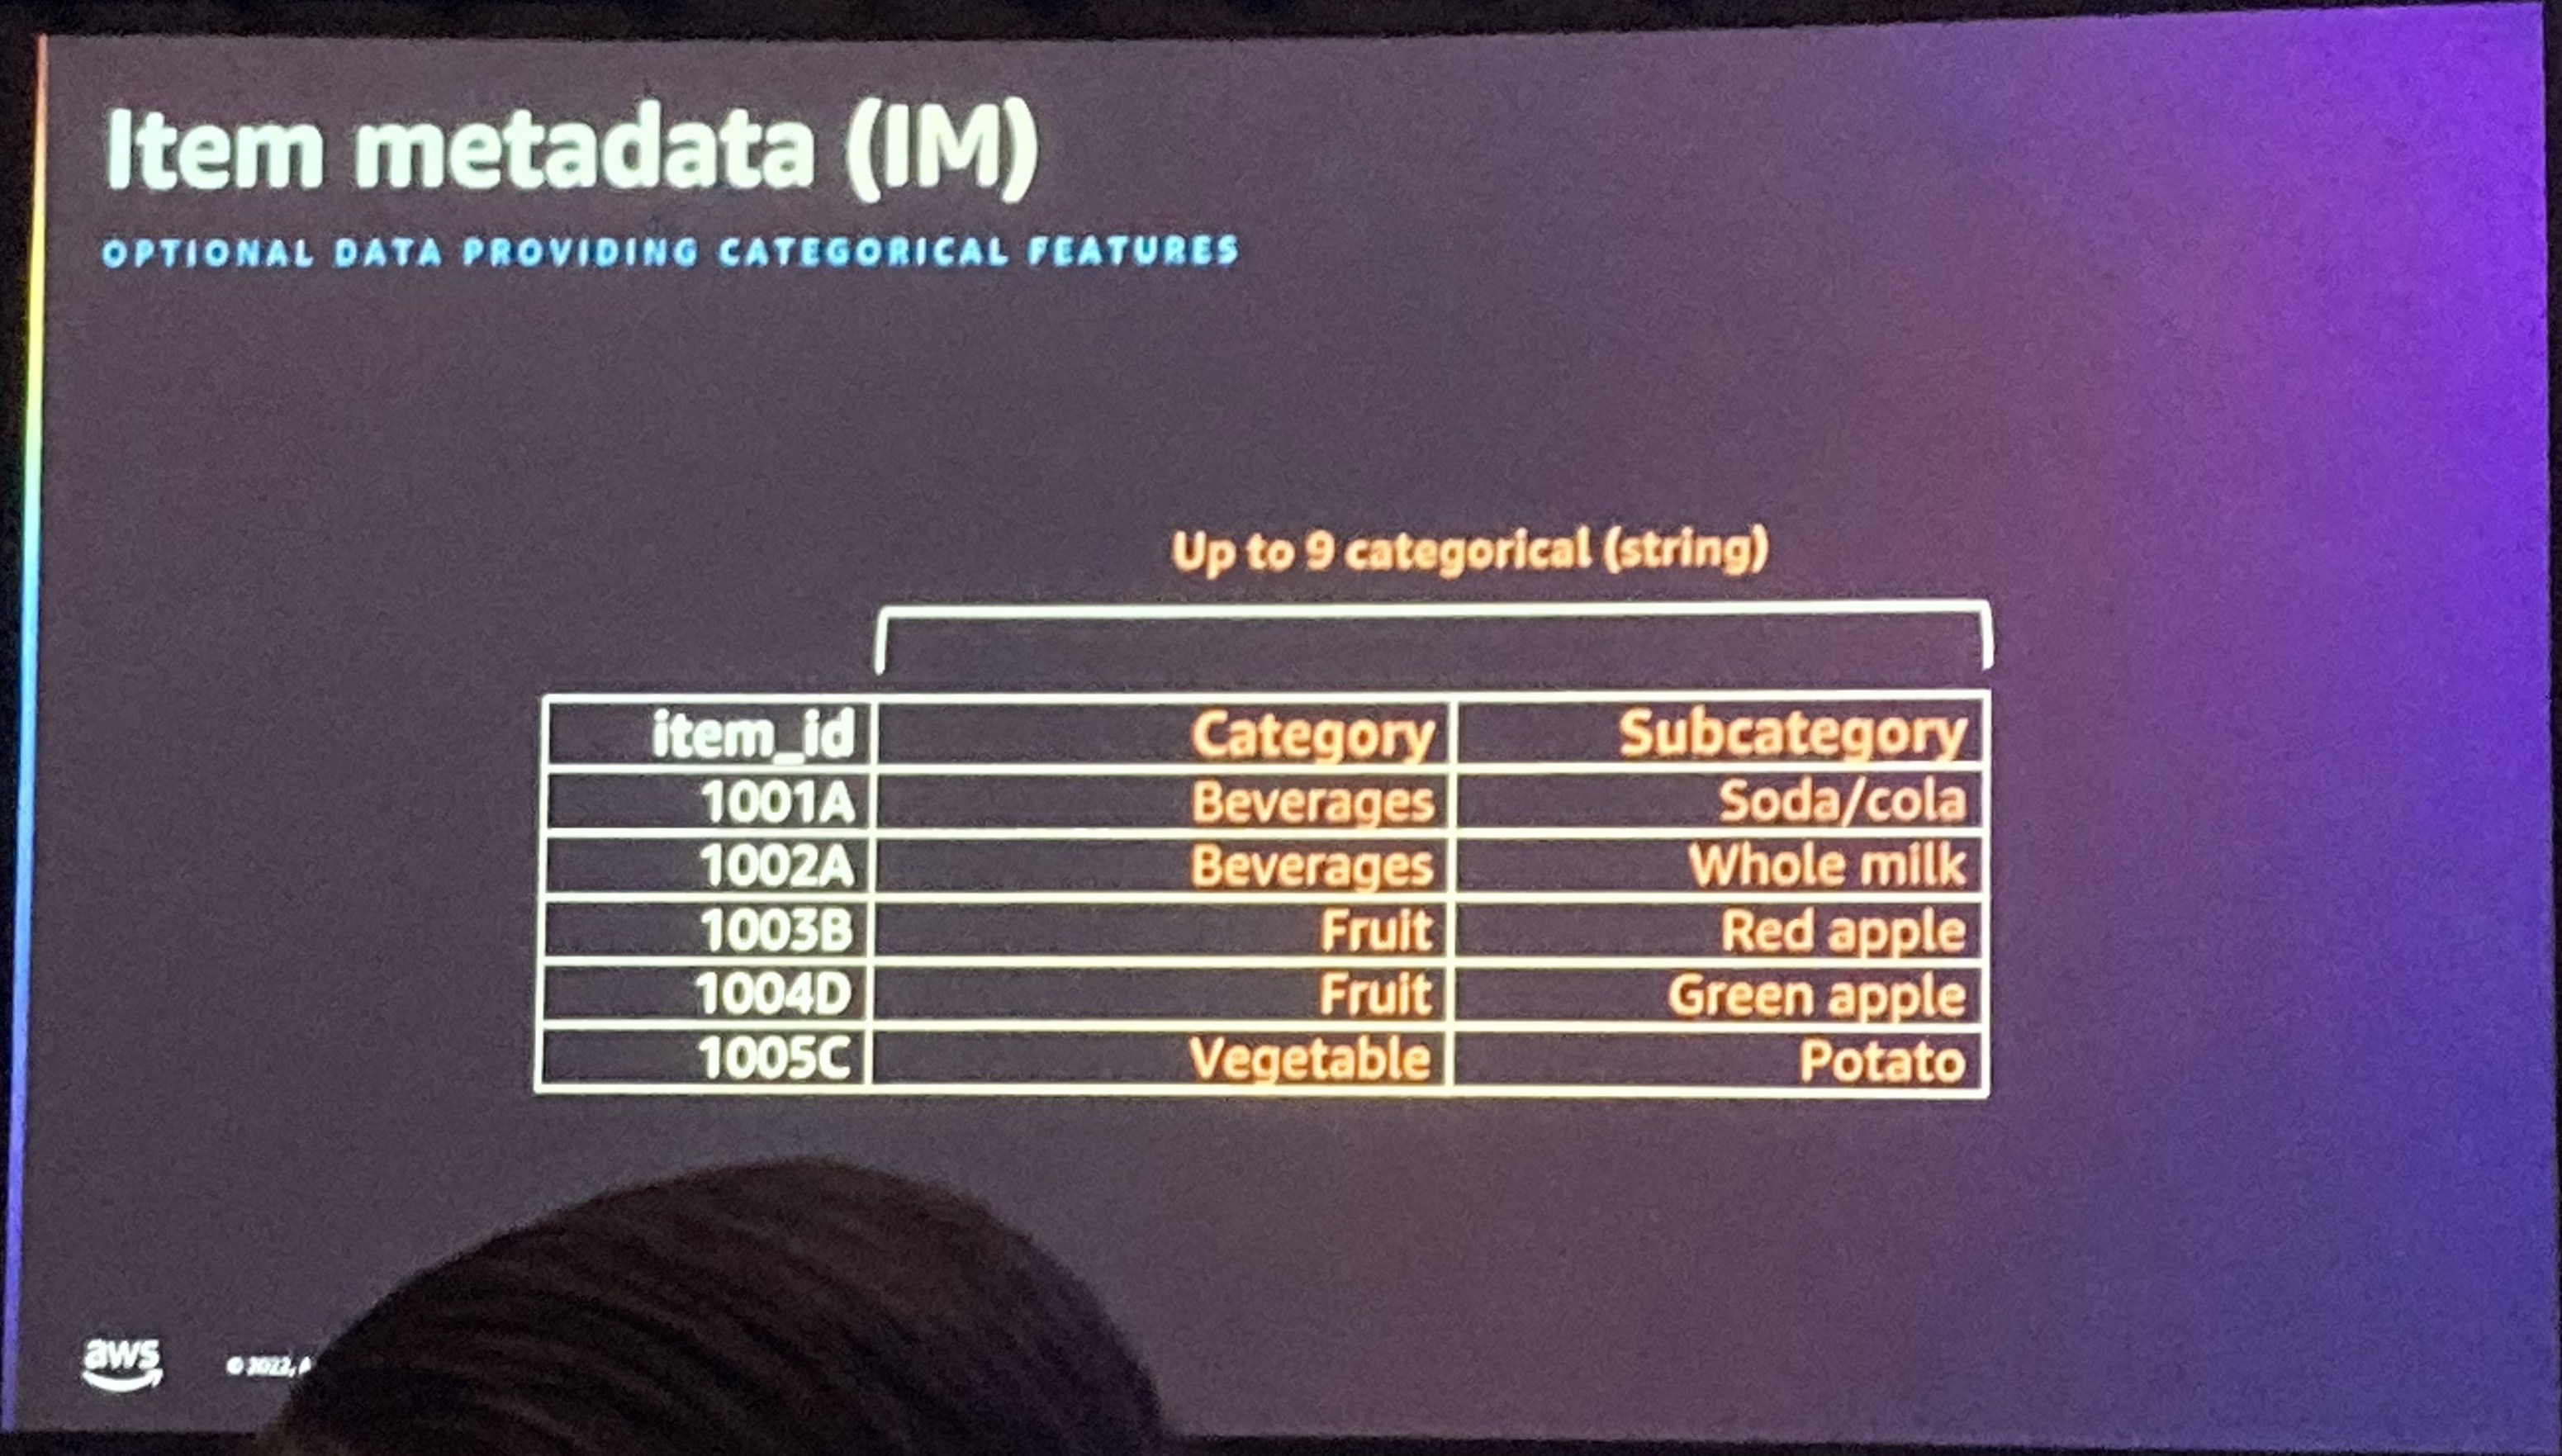 Item metadata (IM)
OPTIONAL DATA PROVIDING CATEGORICAL FEATURES
Up to 9 categorical (string)
item_id Category Subcategory
1001A Beverages Soda/cola
1002A Beverages Whole milk
1003B Fruit Red apple
1004D Fruit Green apple
1005C Vegetable Potato
aws © 2022,